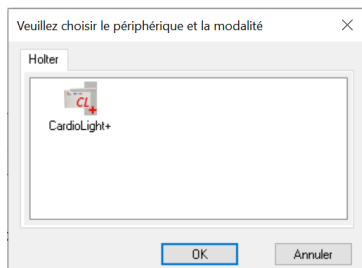 Veuillez choisir le périphérique et la modalité
Holter
CL+
CardioLight+
OK
Annuler